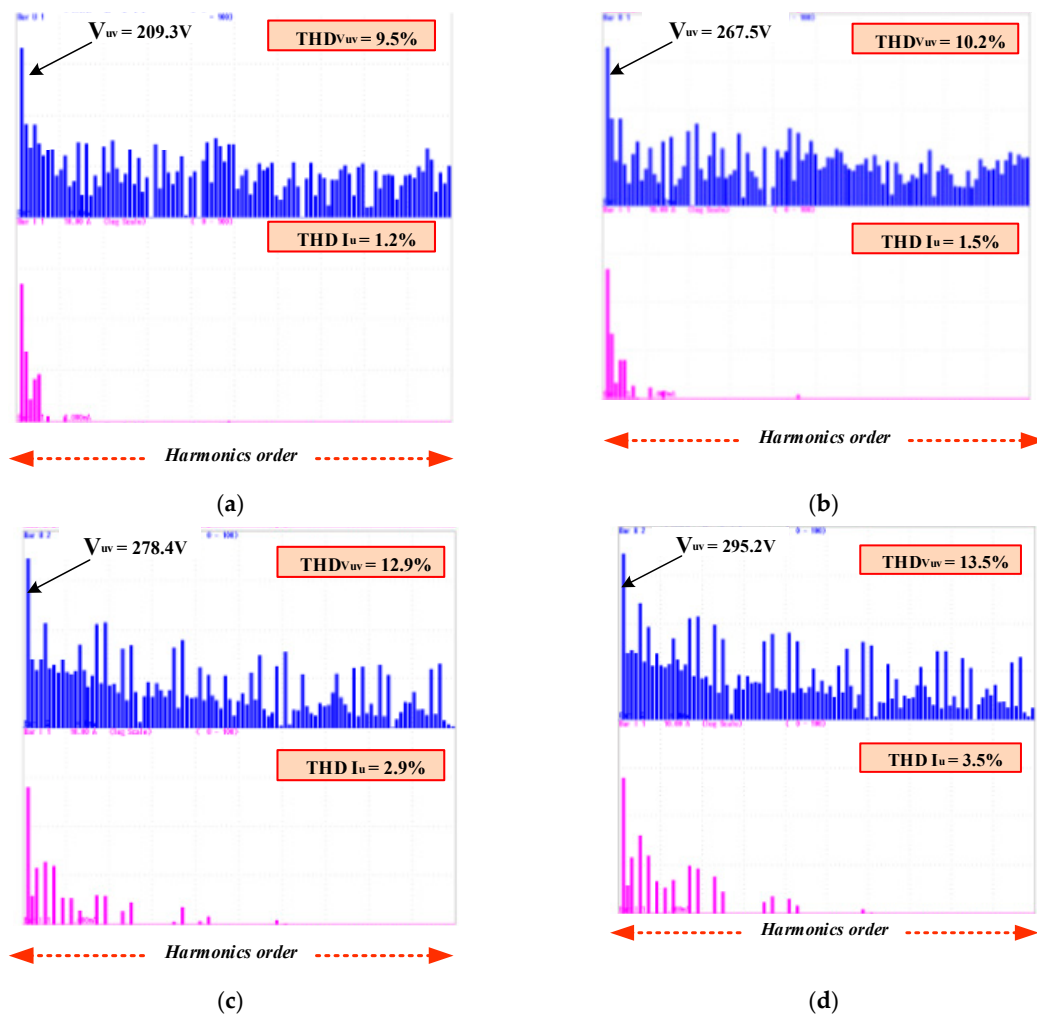 Vuv = 209.3V
THDVuv = 9.5%
THD Iu = 1.2%
Harmonics order
(a)
Vuv = 267.5V
THDVuv = 10.2%
THD Iu = 1.5%
Harmonics order
(b)
Vuv = 278.4V
THDVuv = 12.9%
THD Iu = 2.9%
Harmonics order
(c)
Vuv = 295.2V
THDVuv = 13.5%
THD Iu = 3.5%
Harmonics order
(d)